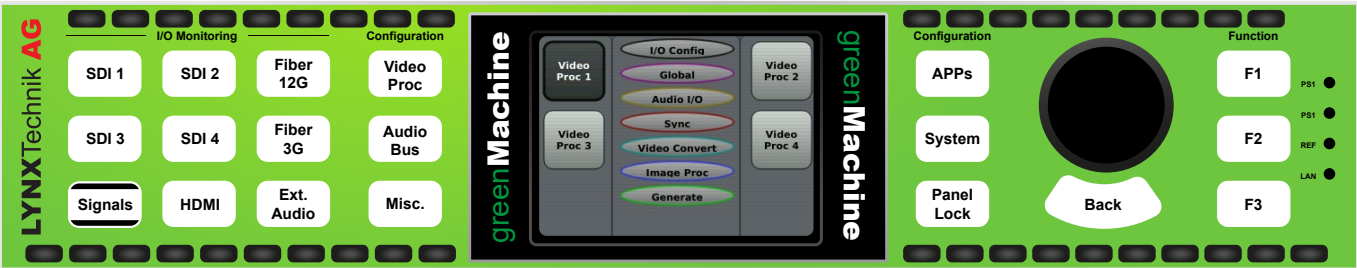 LYNXTechnik AG
I/O Monitoring
Configuration
SDI 1
SDI 2
Fiber
12G
Video
Proc
SDI 3
SDI 4
Fiber
3G
Audio
Bus
Signals
HDMI
Ext.
Audio
Misc.
greenMachine
Video
Proc 1
Video
Proc 3
I/O Config
Global
Audio I/O
Sync
Video Convert
Image Proc
Generate
Video
Proc 2
Video
Proc 4
greenMachine
Configuration
Function
APPs
F1
System
F2
Panel
Lock
Back
F3
PS1
PS1
REF
LAN